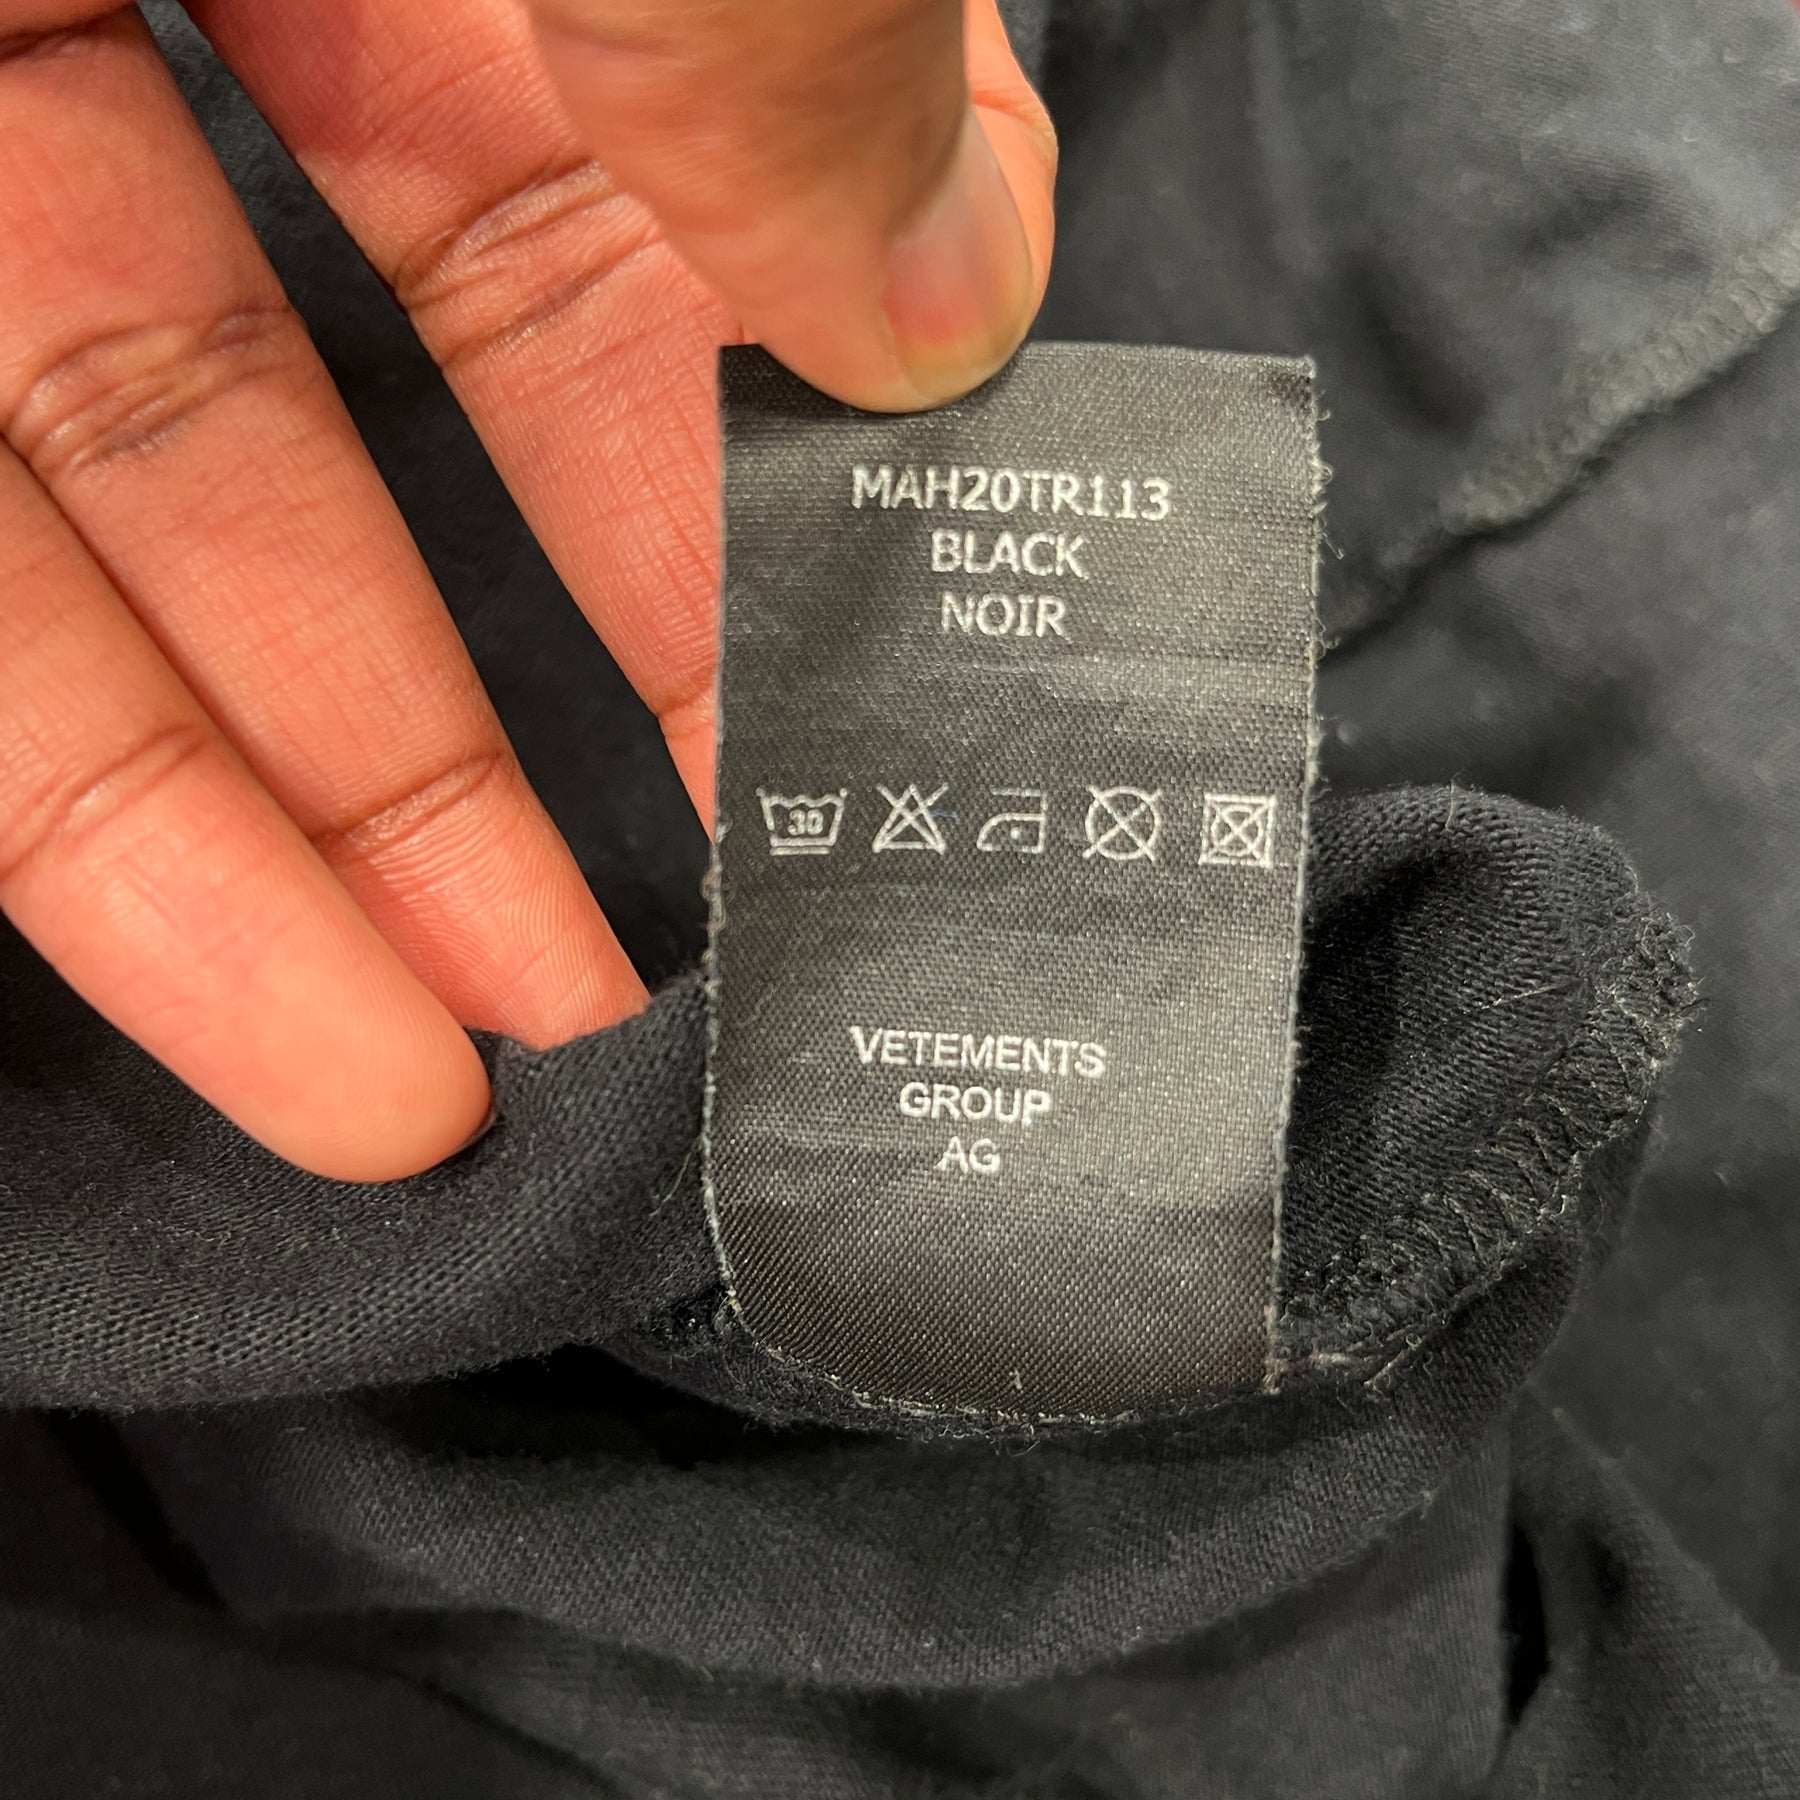 MAH20TR113
BLACK
NOIR
30
VETEMENTS
GROUP
AG